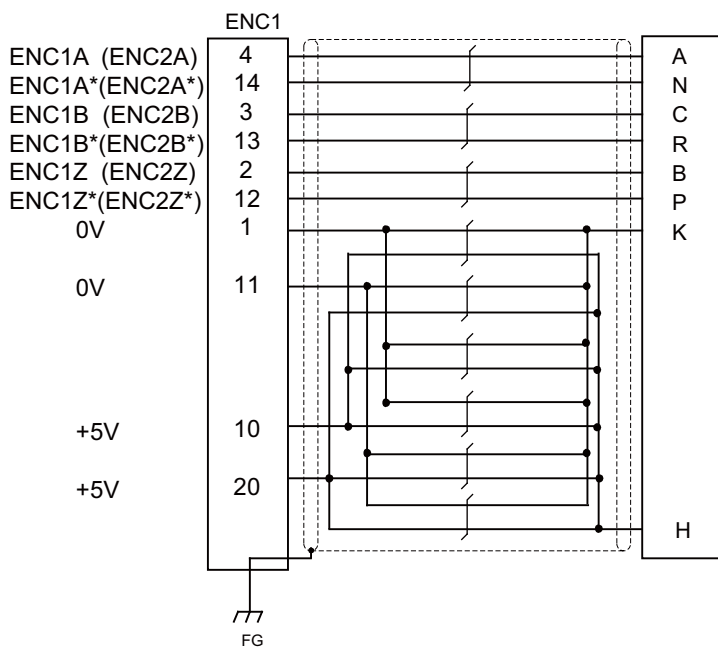 ENC1
ENC1A (ENC2A) 4 A
ENC1A*(ENC2A*) 14 N
ENC1B (ENC2B) 3 C
ENC1B*(ENC2B*) 13 R
ENC1Z (ENC2Z) 2 B
ENC1Z*(ENC2Z*) 12 P
0V 1 K
0V 11
+5V 10
+5V 20
H
FG